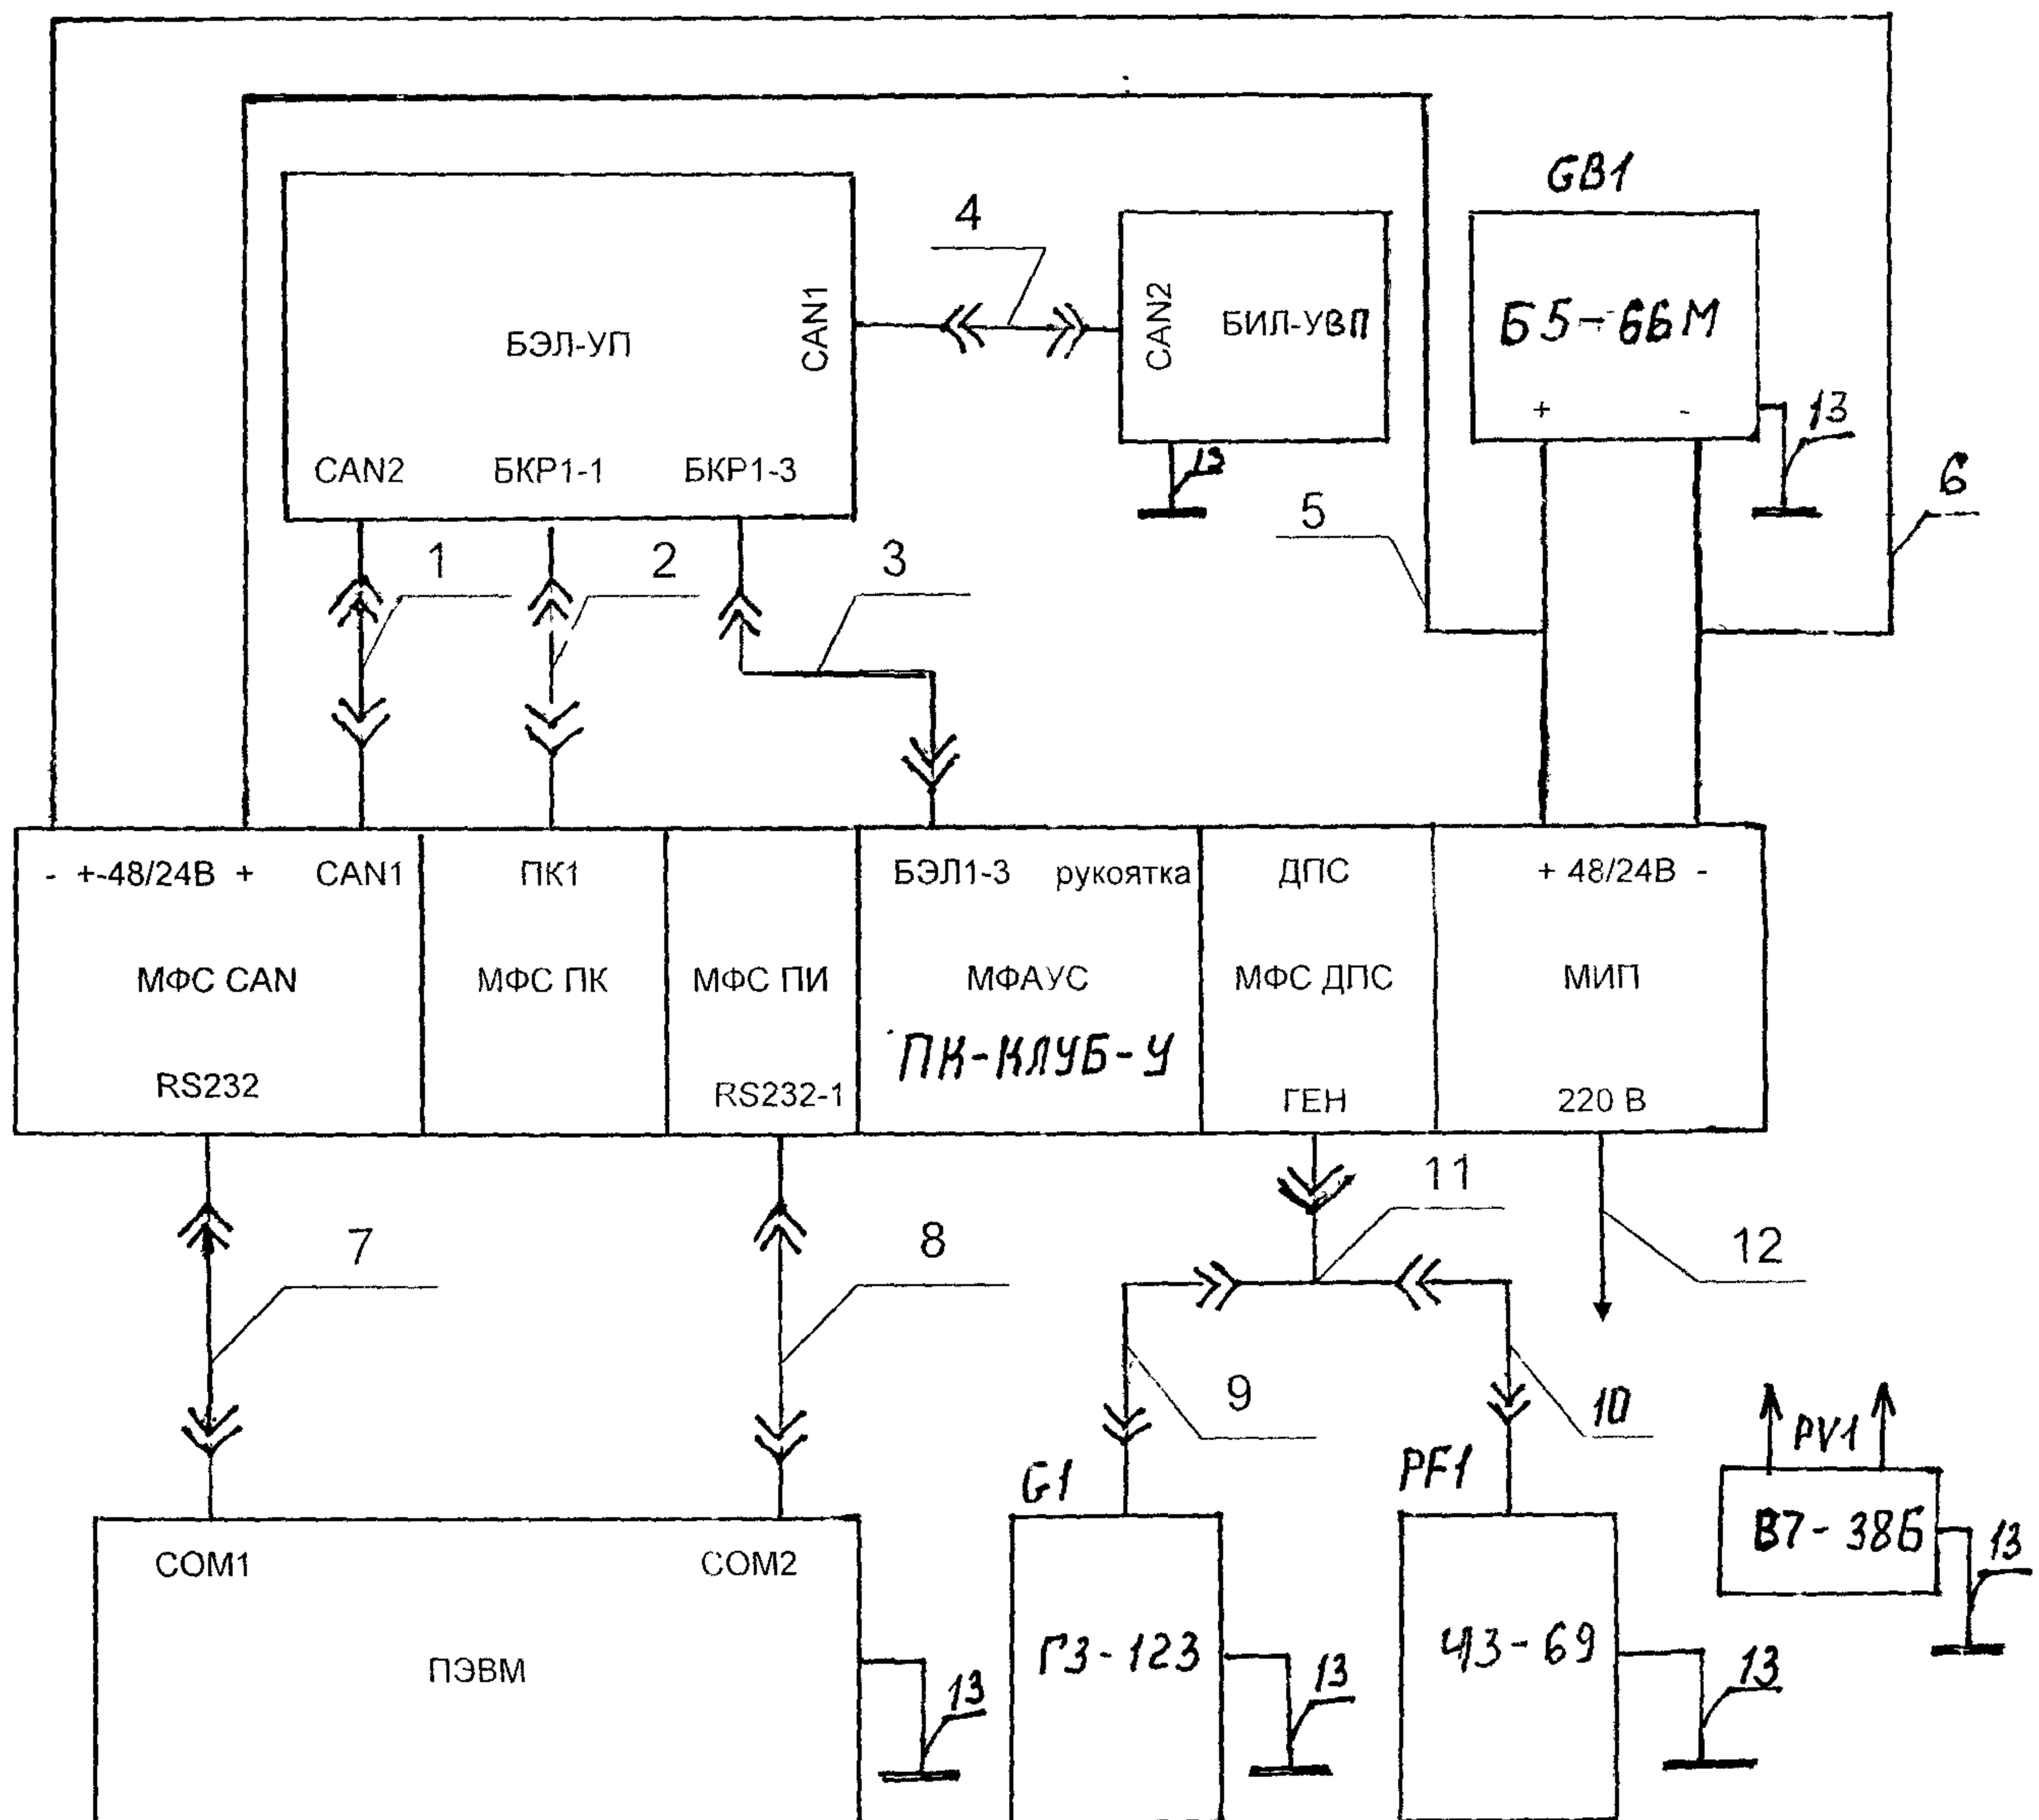 GB1
4
CAN1
CAN2
БИЛ-УВП
Б5-66М
БЭЛ-УП
+ -
13
CAN2 БКР1-1 БКР1-3
13
6
5
1
2
3
- +-48/24В + CAN1
ПК1
БЭЛ1-3 рукоятка
ДПС
+ 48/24В -
МФС CAN
МФС ПК
МФС ПИ
МФАУС
МФС ДПС
МИП
ПК-КЛУБ-У
RS232
RS232-1
ГЕН
220 В
11
7
8
12
9
10
PV1
G1
PF1
В7-38Б
13
COM1 COM2
Г3-123
Ч3-69
ПЭВМ
13
13
13